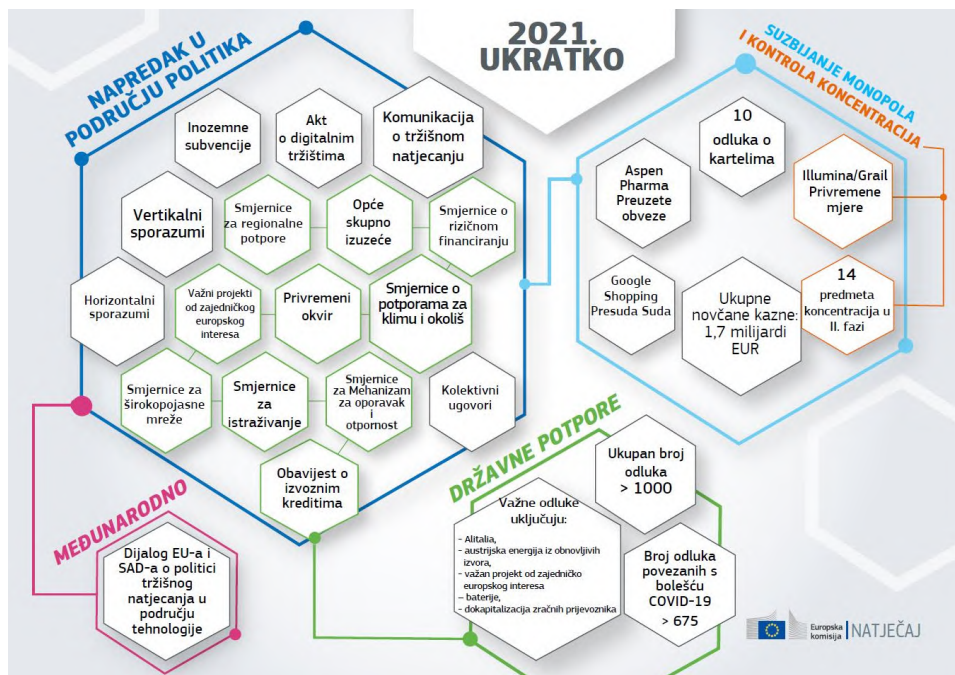 2021.
UKRATKO
NAPREDAK U
PODRUČJU POLITIKA
Inozemne
subvencije
Akt
o digitalnim
tržištima
Komunikacija
o tržišnom
natjecanju
Vertikalni
sporazumi
Smjernice
za regionalne
potpore
Opće
skupno
izuzeće
Smjernice o
rizičnom
financiranju
Horizontalni
sporazumi
Važni projekti
od zajedničkog
europskog
interesa
Privremeni
okvir
Smjernice o
potporama za
klimu i okoliš
Smjernice za
širokopojasne
mreže
Smjernice
za
istraživanje
Smjernice
za Mehanizam
za oporavak i
otpornost
Kolektivni
ugovori
Obavijest o
izvoznim
kreditima
SUZBIJANJE MONOPOLA
I KONTROLA KONCENTRACIJA
10
odluka o
kartelima
Aspen
Pharma
Preuzete
obveze
Illumina/Grail
Privremene
mjere
Google
Shopping
Presuda Suda
Ukupne
novčane kazne:
1,7 milijardi
EUR
14
predmeta
koncentracija u
II. fazi
MEĐUNARODNO
Dijalog EU-a i
SAD-a o politici
tržišnog
natjecanja u
području
tehnologije
DRŽAVNE POTPORE
Ukupan broj
odluka
> 1000
Važne odluke
uključuju:
- Alitalia,
- austrijska energija iz obnovljivih
izvora,
- važan projekt od zajedničko
europskog interesa
– baterije,
- dokapitalizacija zračnih prijevoznika
Broj odluka
povezanih s
bolešću
COVID-19
> 675
Europska
komisija
NATJEČAJ